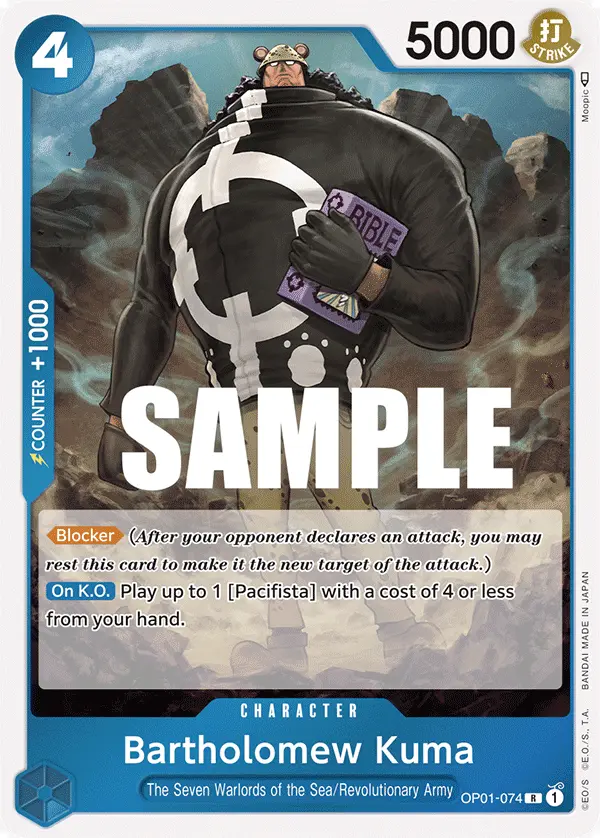 4
5000
打
STRIKE
Moopic
COUNTER +1000
BIBLE
SAMPLE
Blocker (After your opponent declares an attack, you may
rest this card to make it the new target of the attack.)
On K.O. Play up to 1 [Pacifista] with a cost of 4 or less
from your hand.
CHARACTER
Bartholomew Kuma
The Seven Warlords of the Sea/Revolutionary Army
OP01-074 R 1
©EO/S ©E.O./S., T.A. BANDAI MADE IN JAPAN